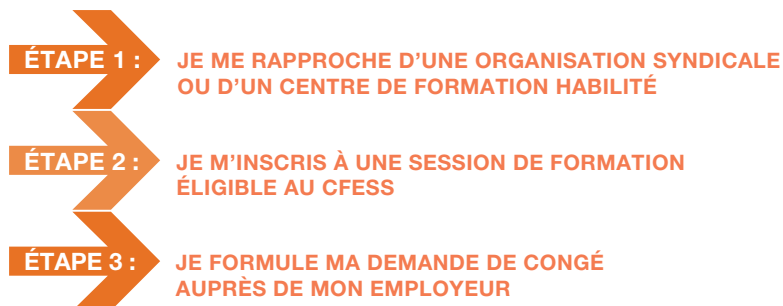 ÉTAPE 1 : JE ME RAPPROCHE D'UNE ORGANISATION SYNDICALE
OU D'UN CENTRE DE FORMATION HABILITÉ
ÉTAPE 2 : JE M'INSCRIS À UNE SESSION DE FORMATION
ÉLIGIBLE AU CFESS
ÉTAPE 3 : JE FORMULE MA DEMANDE DE CONGÉ
AUPRÈS DE MON EMPLOYEUR